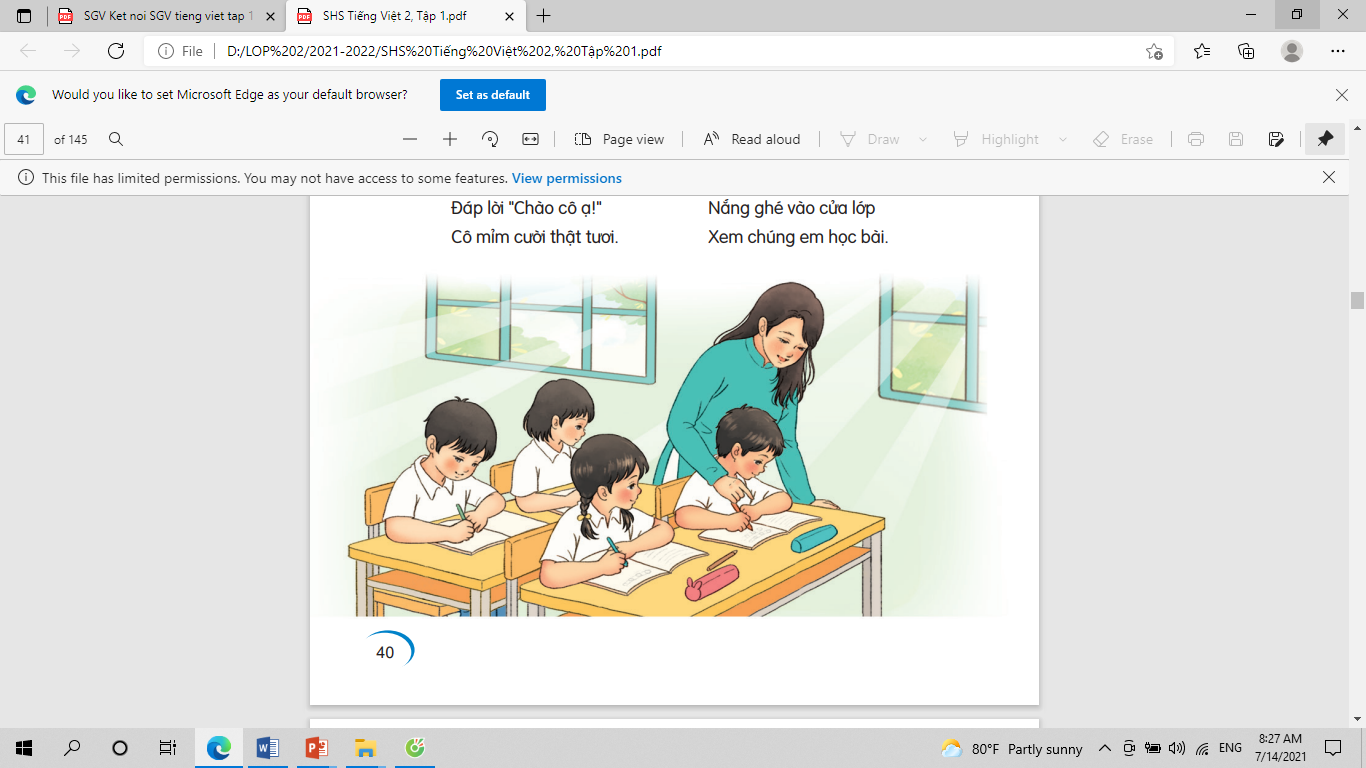 SGV Ket noi SGV tieng viet tap 1
SHS Tiếng Việt 2, Tập 1.pdf
File
D:/LOP%202/2021-2022/SHS%20Tiếng%20Việt%202,%20Tập%201.pdf
Would you like to set Microsoft Edge as your default browser?
Set as default
41 of 145
Page view
Read aloud
Draw
Highlight
Erase
This file has limited permissions. You may not have access to some features. View permissions
Đáp lời "Chào cô ạ!"
Cô mỉm cười thật tươi.
Nắng ghé vào cửa lớp
Xem chúng em học bài.
40
80°F Partly sunny
ENG
8:27 AM
7/14/2021